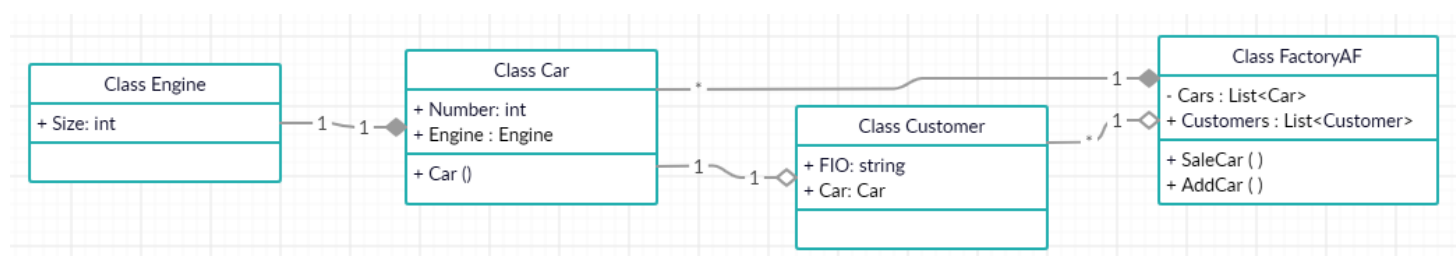 Class Engine
+ Size: int
1
1
Class Car
+ Number: int
+ Engine : Engine
+ Car ()
*
1
1
1
Class Customer
+ FIO: string
+ Car: Car
*
1
Class FactoryAF
- Cars : List<Car>
+ Customers : List<Customer>
+ SaleCar ( )
+ AddCar ( )